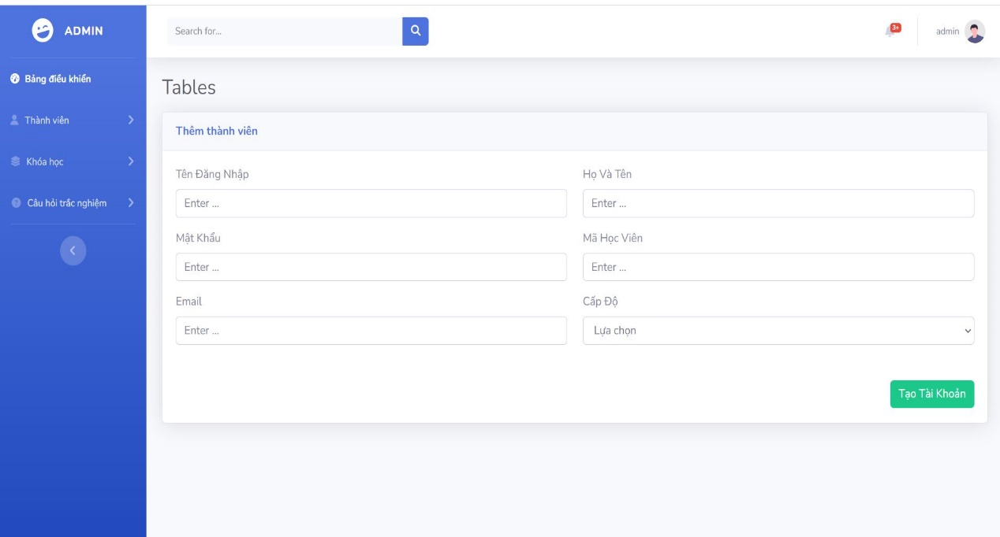 ADMIN
Search for...
3+
admin
Bảng điều khiển
Thành viên
Khóa học
Câu hỏi trắc nghiệm
Tables
Thêm thành viên
Tên Đăng Nhập
Họ Và Tên
Enter ...
Enter ...
Mật Khẩu
Mã Học Viên
Enter ...
Enter ...
Email
Cấp Độ
Enter ...
Lựa chọn
Tạo Tài Khoản